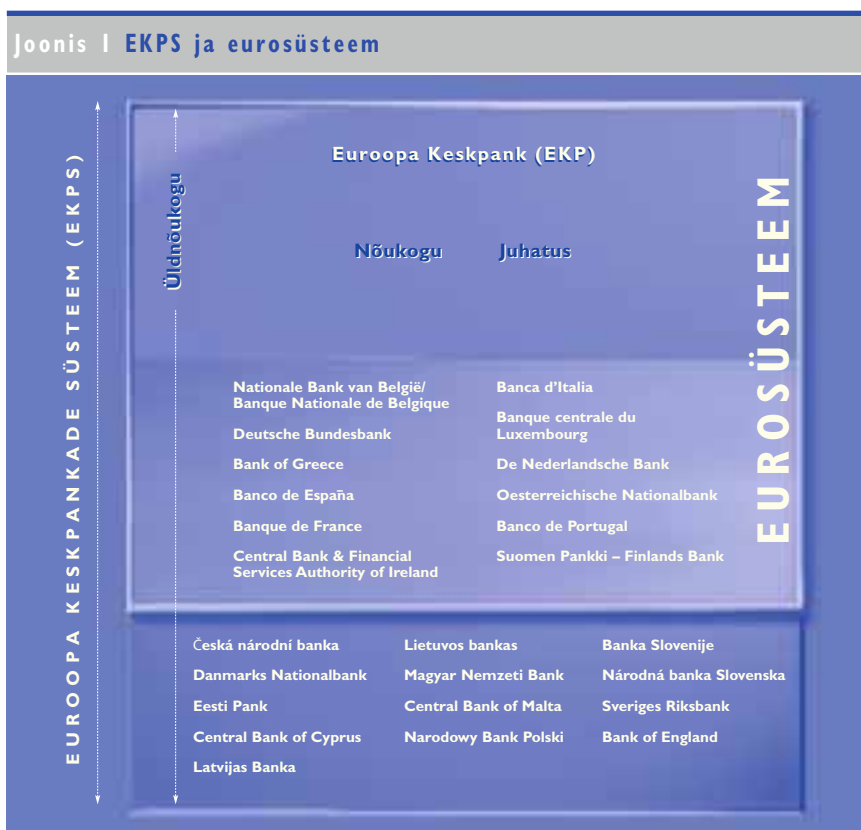 Joonis 1 EKPS ja eurosüsteem
EUROOPA KESKPANKADE SÜSTEEM (EKPS)
Üldnõukogu
Euroopa Keskpank (EKP)
Nõukogu
Juhatus
Nationale Bank van België/
Banque Nationale de Belgique
Deutsche Bundesbank
Bank of Greece
Banco de España
Banque de France
Central Bank & Financial
Services Authority of Ireland
Banca d'Italia
Banque centrale du
Luxembourg
De Nederlandsche Bank
Oesterreichische Nationalbank
Banco de Portugal
Suomen Pankki – Finlands Bank
EUROSÜSTEEM
Česká národní banka
Danmarks Nationalbank
Eesti Pank
Central Bank of Cyprus
Latvijas Banka
Lietuvos bankas
Magyar Nemzeti Bank
Central Bank of Malta
Narodowy Bank Polski
Banka Slovenije
Národná banka Slovenska
Sveriges Riksbank
Bank of England